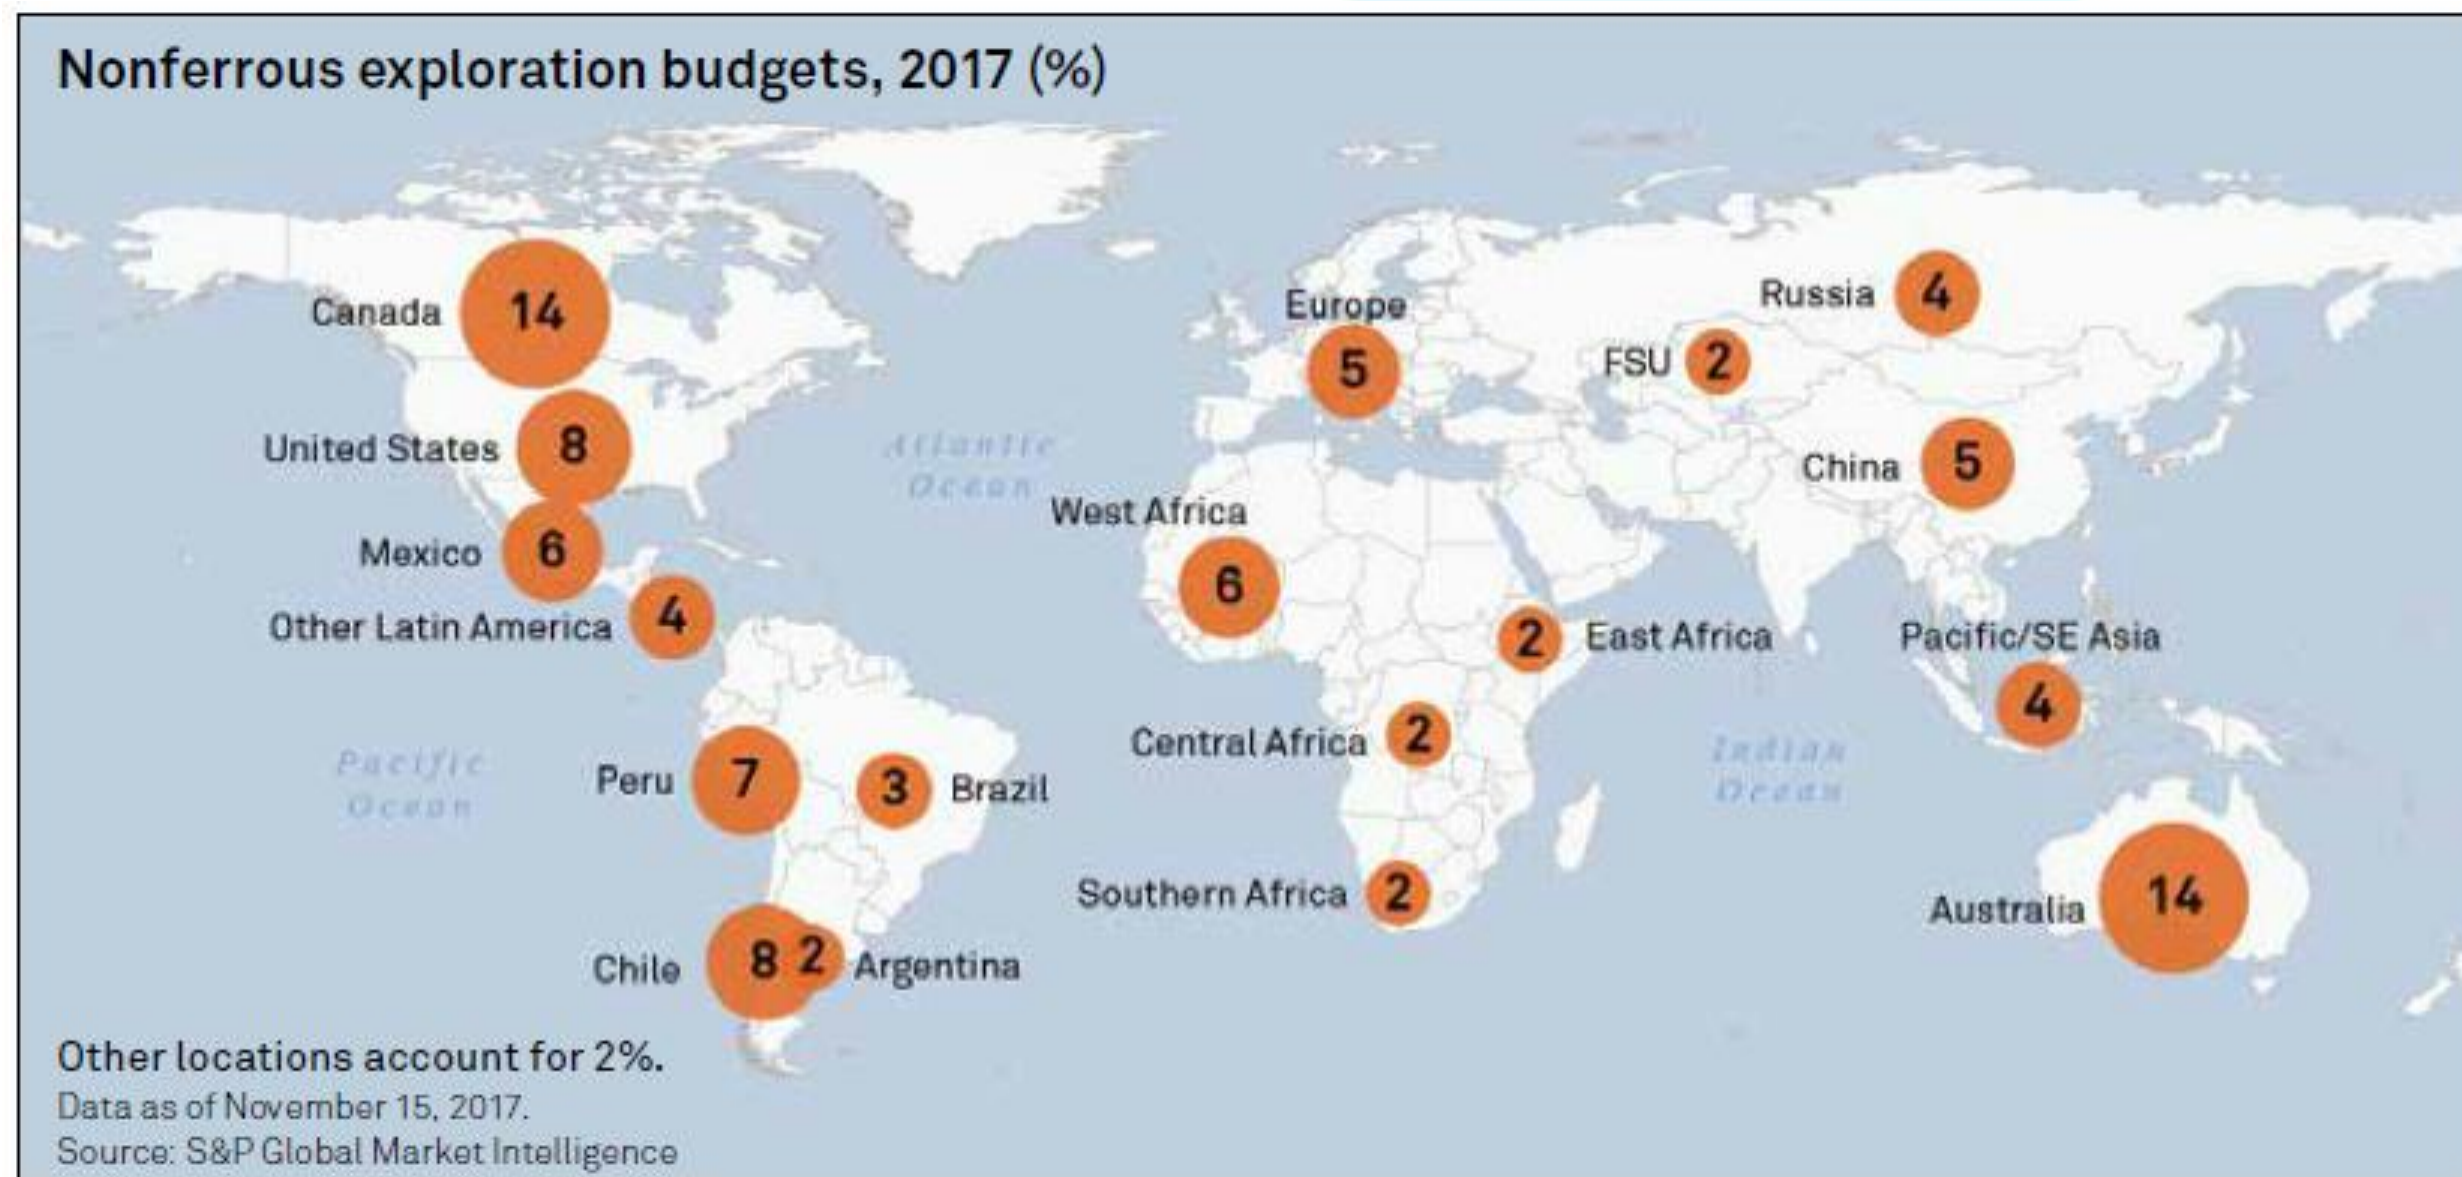 Nonferrous exploration budgets, 2017 (%)
Canada 14
United States 8
Mexico 6
Other Latin America 4
Peru 7
3 Brazil
Chile 8
2 Argentina
Atlantic
Ocean
Pacific
Ocean
Europe
5
Russia 4
FSU 2
China 5
West Africa
6
2 East Africa
Central Africa 2
Southern Africa 2
Indian
Ocean
Pacific/SE Asia
4
Australia 14
Other locations account for 2%.
Data as of November 15, 2017.
Source: S&P Global Market Intelligence